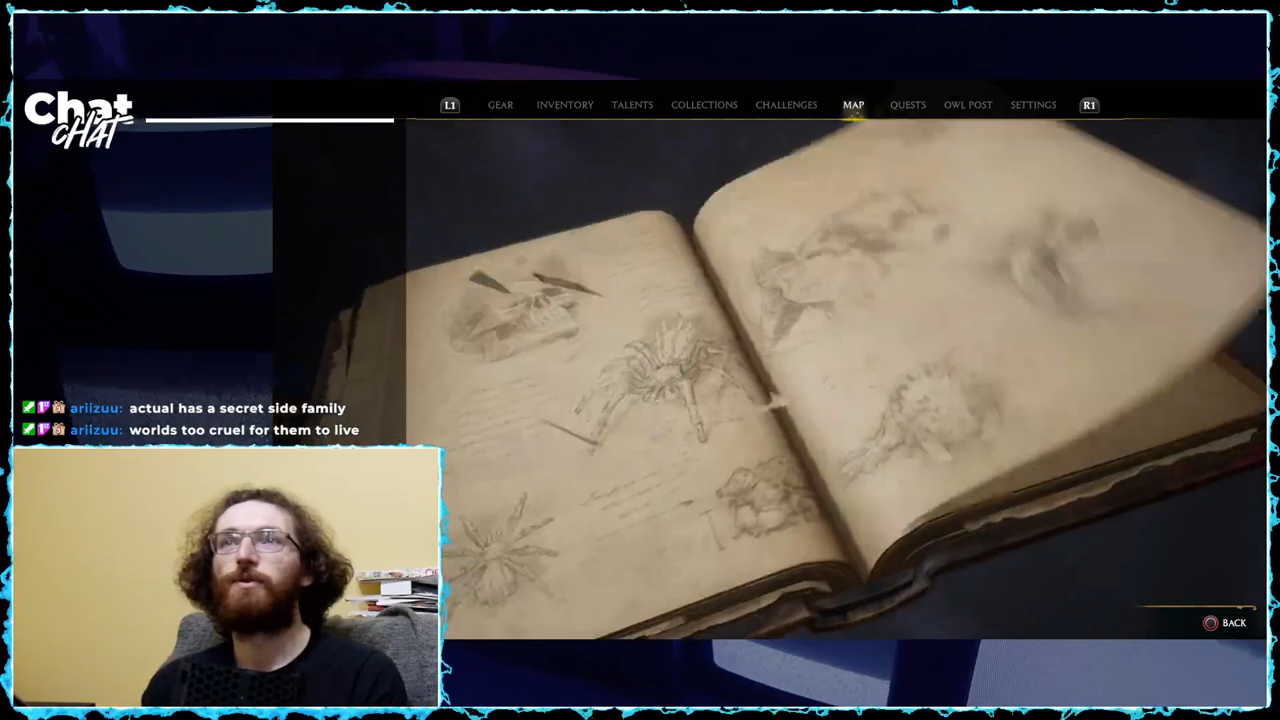 Chat
CHAT
L1 GEAR INVENTORY TALENTS COLLECTIONS CHALLENGES MAP QUESTS OWL POST SETTINGS R1
ariizuu: actual has a secret side family
ariizuu: worlds too cruel for them to live
BACK